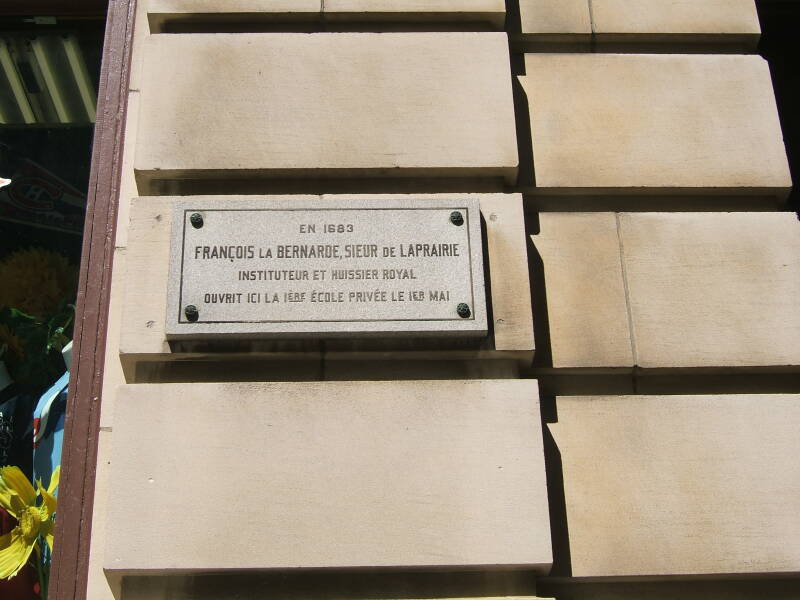 EN 1683
FRANÇOIS LA BERNARDE, SIEUR DE LAPRAIRIE
INSTITUTEUR ET HUISSIER ROYAL
OUVRIT ICI LA 1ÈRE ÉCOLE PRIVÉE LE 1ER MAI